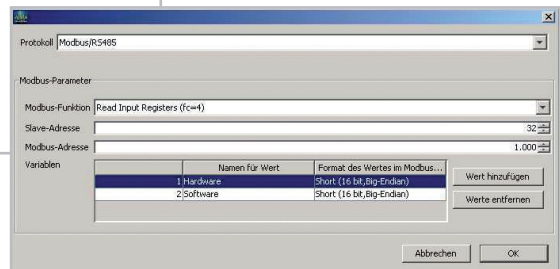 Protokoll Modbus/RS485
Modbus-Parameter
Modbus-Funktion Read Input Registers (fc=4)
Slave-Adresse 32
Modbus-Adresse 1.000
Variablen
Namen für Wert Format des Wertes im Modbus...
1 Hardware Short (16 bit,Big-Endian)
2 Software Short (16 bit,Big-Endian)
Wert hinzufügen
Werte entfernen
Abbrechen OK